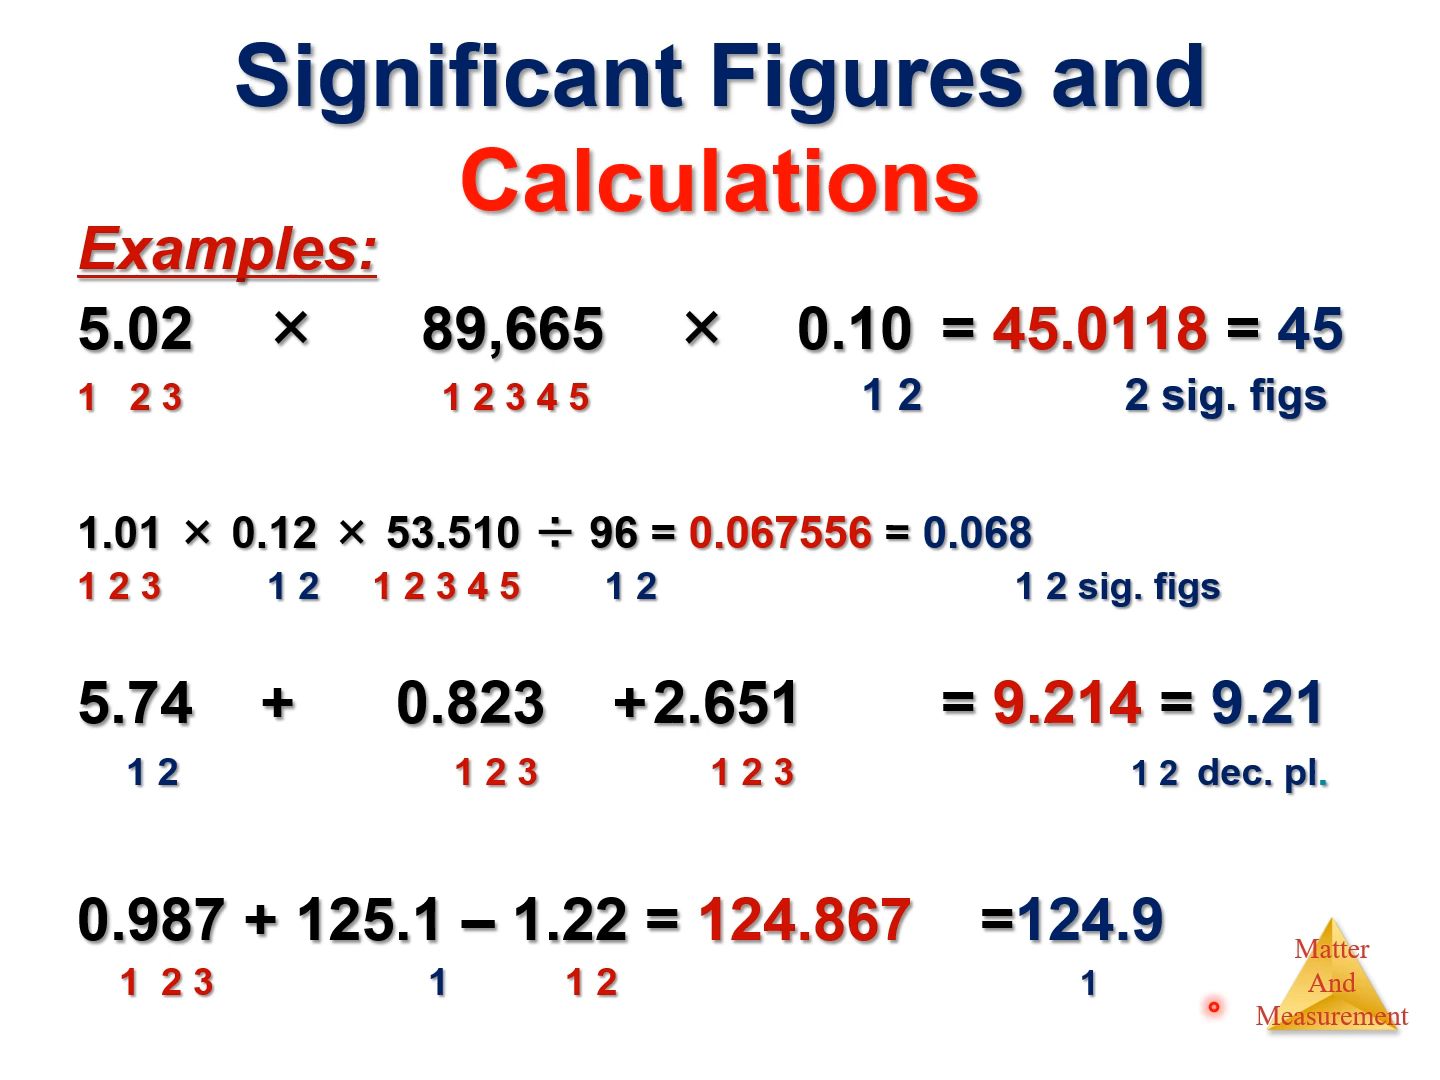 Significant Figures and
Calculations
Examples:
5.02 × 89,665 × 0.10 = 45.0118 = 45
1 2 3 1 2 3 4 5 1 2 2 sig. figs
1.01 × 0.12 × 53.510 ÷ 96 = 0.067556 = 0.068
1 2 3 1 2 1 2 3 4 5 1 2 1 2 sig. figs
5.74 + 0.823 + 2.651 = 9.214 = 9.21
1 2 1 2 3 1 2 3 1 2 dec. pl.
0.987 + 125.1 – 1.22 = 124.867 =124.9
1 2 3 1 1 2 1
Matter
And
Measurement